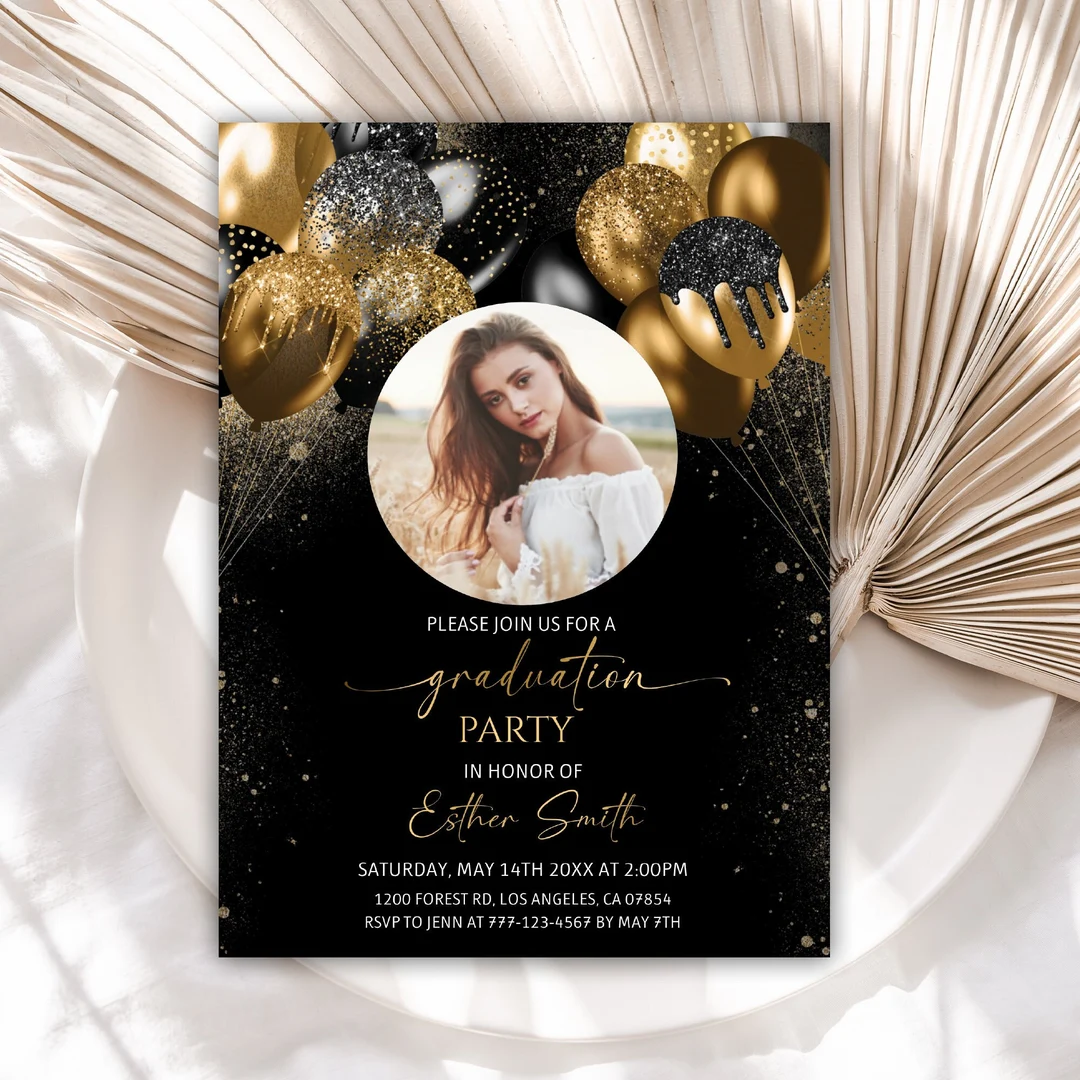 PLEASE JOIN US FOR A
graduation
PARTY
IN HONOR OF
Esther Smith
SATURDAY, MAY 14TH 20XX AT 2:00PM
1200 FOREST RD, LOS ANGELES, CA 07854
RSVP TO JENN AT 777-123-4567 BY MAY 7TH